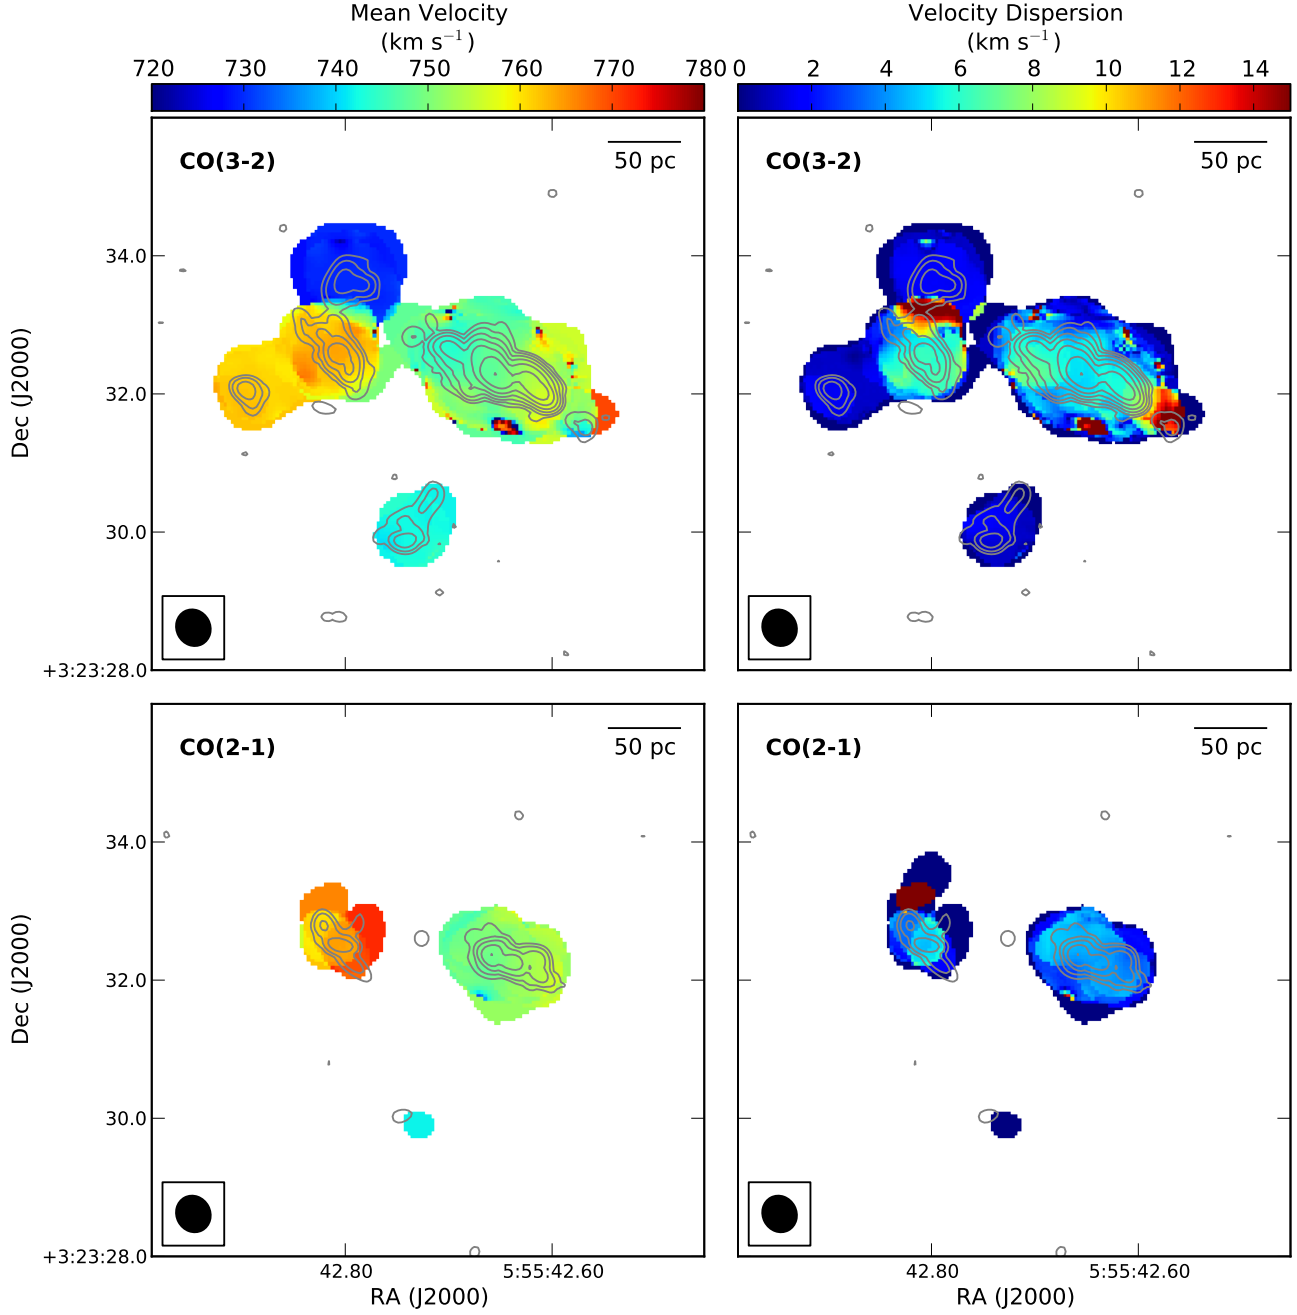 Mean Velocity
(km s⁻¹)
720 730 740 750 760 770 780
Velocity Dispersion
(km s⁻¹)
0 2 4 6 8 10 12 14
CO(3-2)
50 pc
CO(3-2)
50 pc
34.0
32.0
30.0
+3:23:28.0
Dec (J2000)
CO(2-1)
50 pc
CO(2-1)
50 pc
34.0
32.0
30.0
+3:23:28.0
Dec (J2000)
42.80 5:55:42.60
RA (J2000)
42.80 5:55:42.60
RA (J2000)